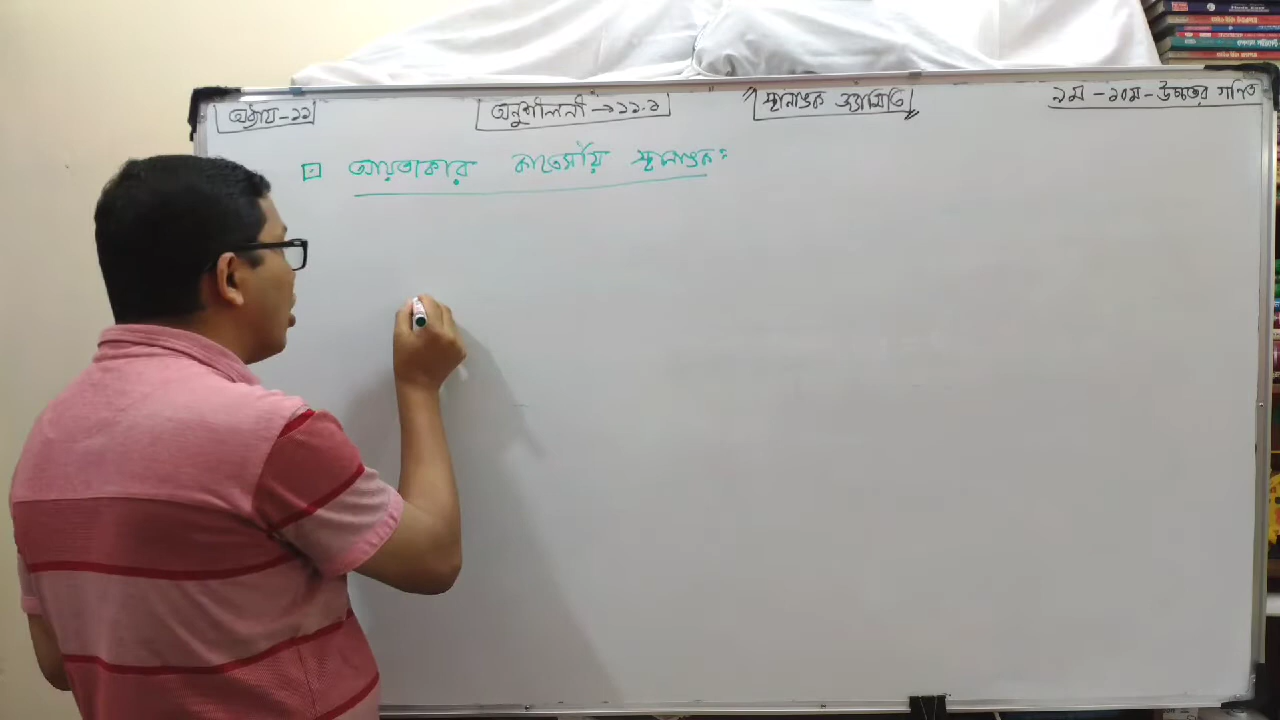 অধ্যায়-১১
অনুশীলনী → ১১.১
"স্থানাঙ্ক জ্যামিতি"
৯ম - ১০ম - উচ্চতর গণিত
আয়তাকার কার্তেসীয় স্থানাঙ্ক :